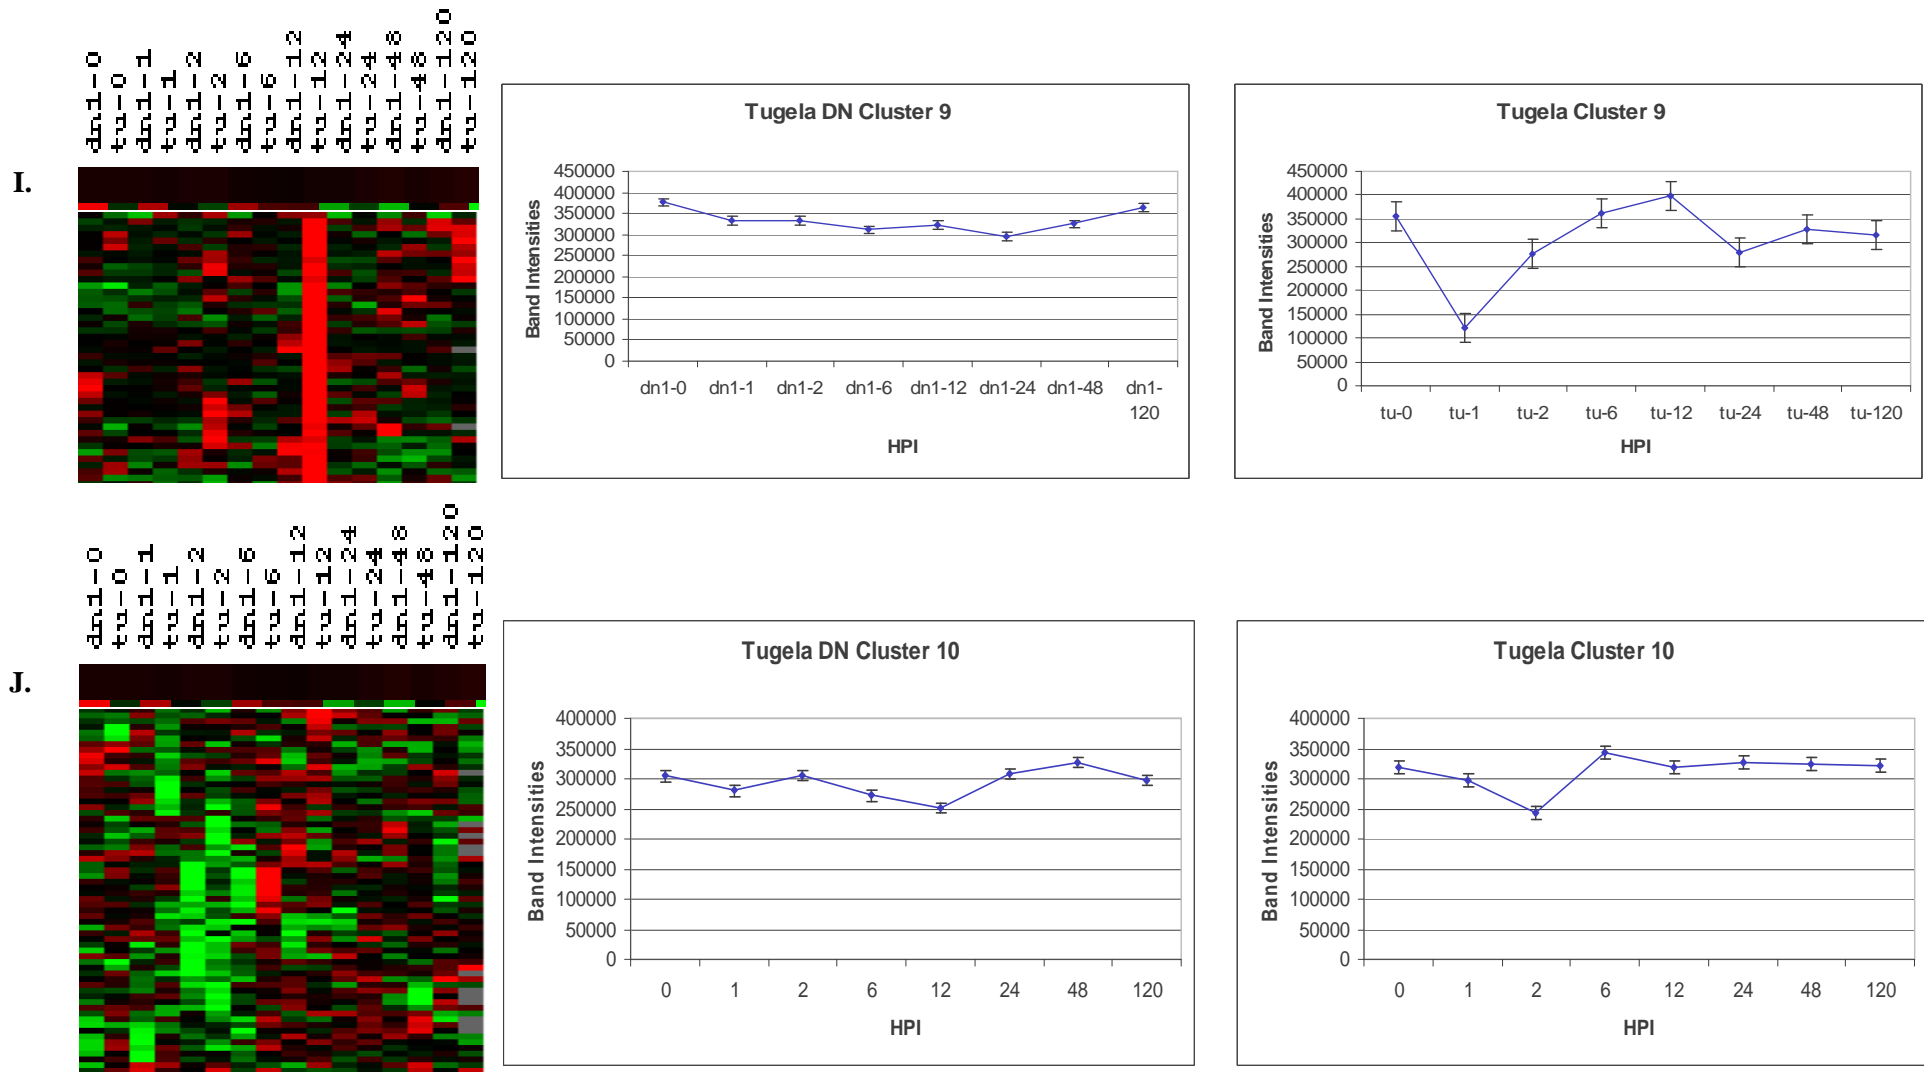 I.
dn1-0
tu-0
dn1-1
tu-1
dn1-2
tu-2
dn1-6
tu-6
dn1-12
tu-12
dn1-24
tu-24
dn1-48
tu-48
dn1-120
tu-120
Tugela DN Cluster 9
Band Intensities
450000
400000
350000
300000
250000
200000
150000
100000
50000
0
dn1-0 dn1-1 dn1-2 dn1-6 dn1-12 dn1-24 dn1-48 dn1-
120
HPI
Tugela Cluster 9
Band Intensities
450000
400000
350000
300000
250000
200000
150000
100000
50000
0
tu-0 tu-1 tu-2 tu-6 tu-12 tu-24 tu-48 tu-120
HPI
J.
dn1-0
tu-0
dn1-1
tu-1
dn1-2
tu-2
dn1-6
tu-6
dn1-12
tu-12
dn1-24
tu-24
dn1-48
tu-48
dn1-120
tu-120
Tugela DN Cluster 10
Band Intensities
400000
350000
300000
250000
200000
150000
100000
50000
0
0 1 2 6 12 24 48 120
HPI
Tugela Cluster 10
Band Intensities
400000
350000
300000
250000
200000
150000
100000
50000
0
0 1 2 6 12 24 48 120
HPI